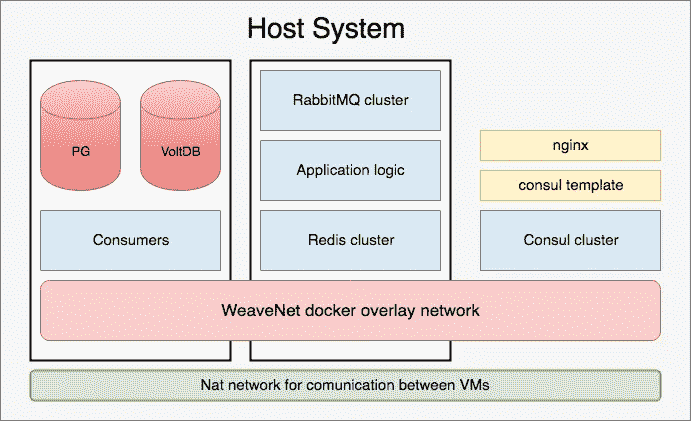 Host System
PG
VoltDB
Consumers
RabbitMQ cluster
Application logic
Redis cluster
nginx
consul template
Consul cluster
WeaveNet docker overlay network
Nat network for comunication between VMs